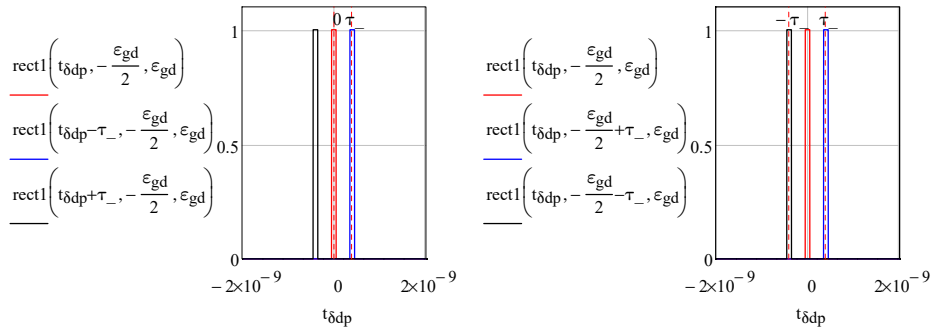 0 τ_
1
rect1(t_δdp, −ε_gd/2, ε_gd)
rect1(t_δdp−τ_, −ε_gd/2, ε_gd)
0.5
rect1(t_δdp+τ_, −ε_gd/2, ε_gd)
0
−2×10^−9 0 2×10^−9
t_δdp
−τ_ τ_
1
rect1(t_δdp, −ε_gd/2, ε_gd)
rect1(t_δdp, −ε_gd/2+τ_, ε_gd)
0.5
rect1(t_δdp, −ε_gd/2−τ_, ε_gd)
0
−2×10^−9 0 2×10^−9
t_δdp